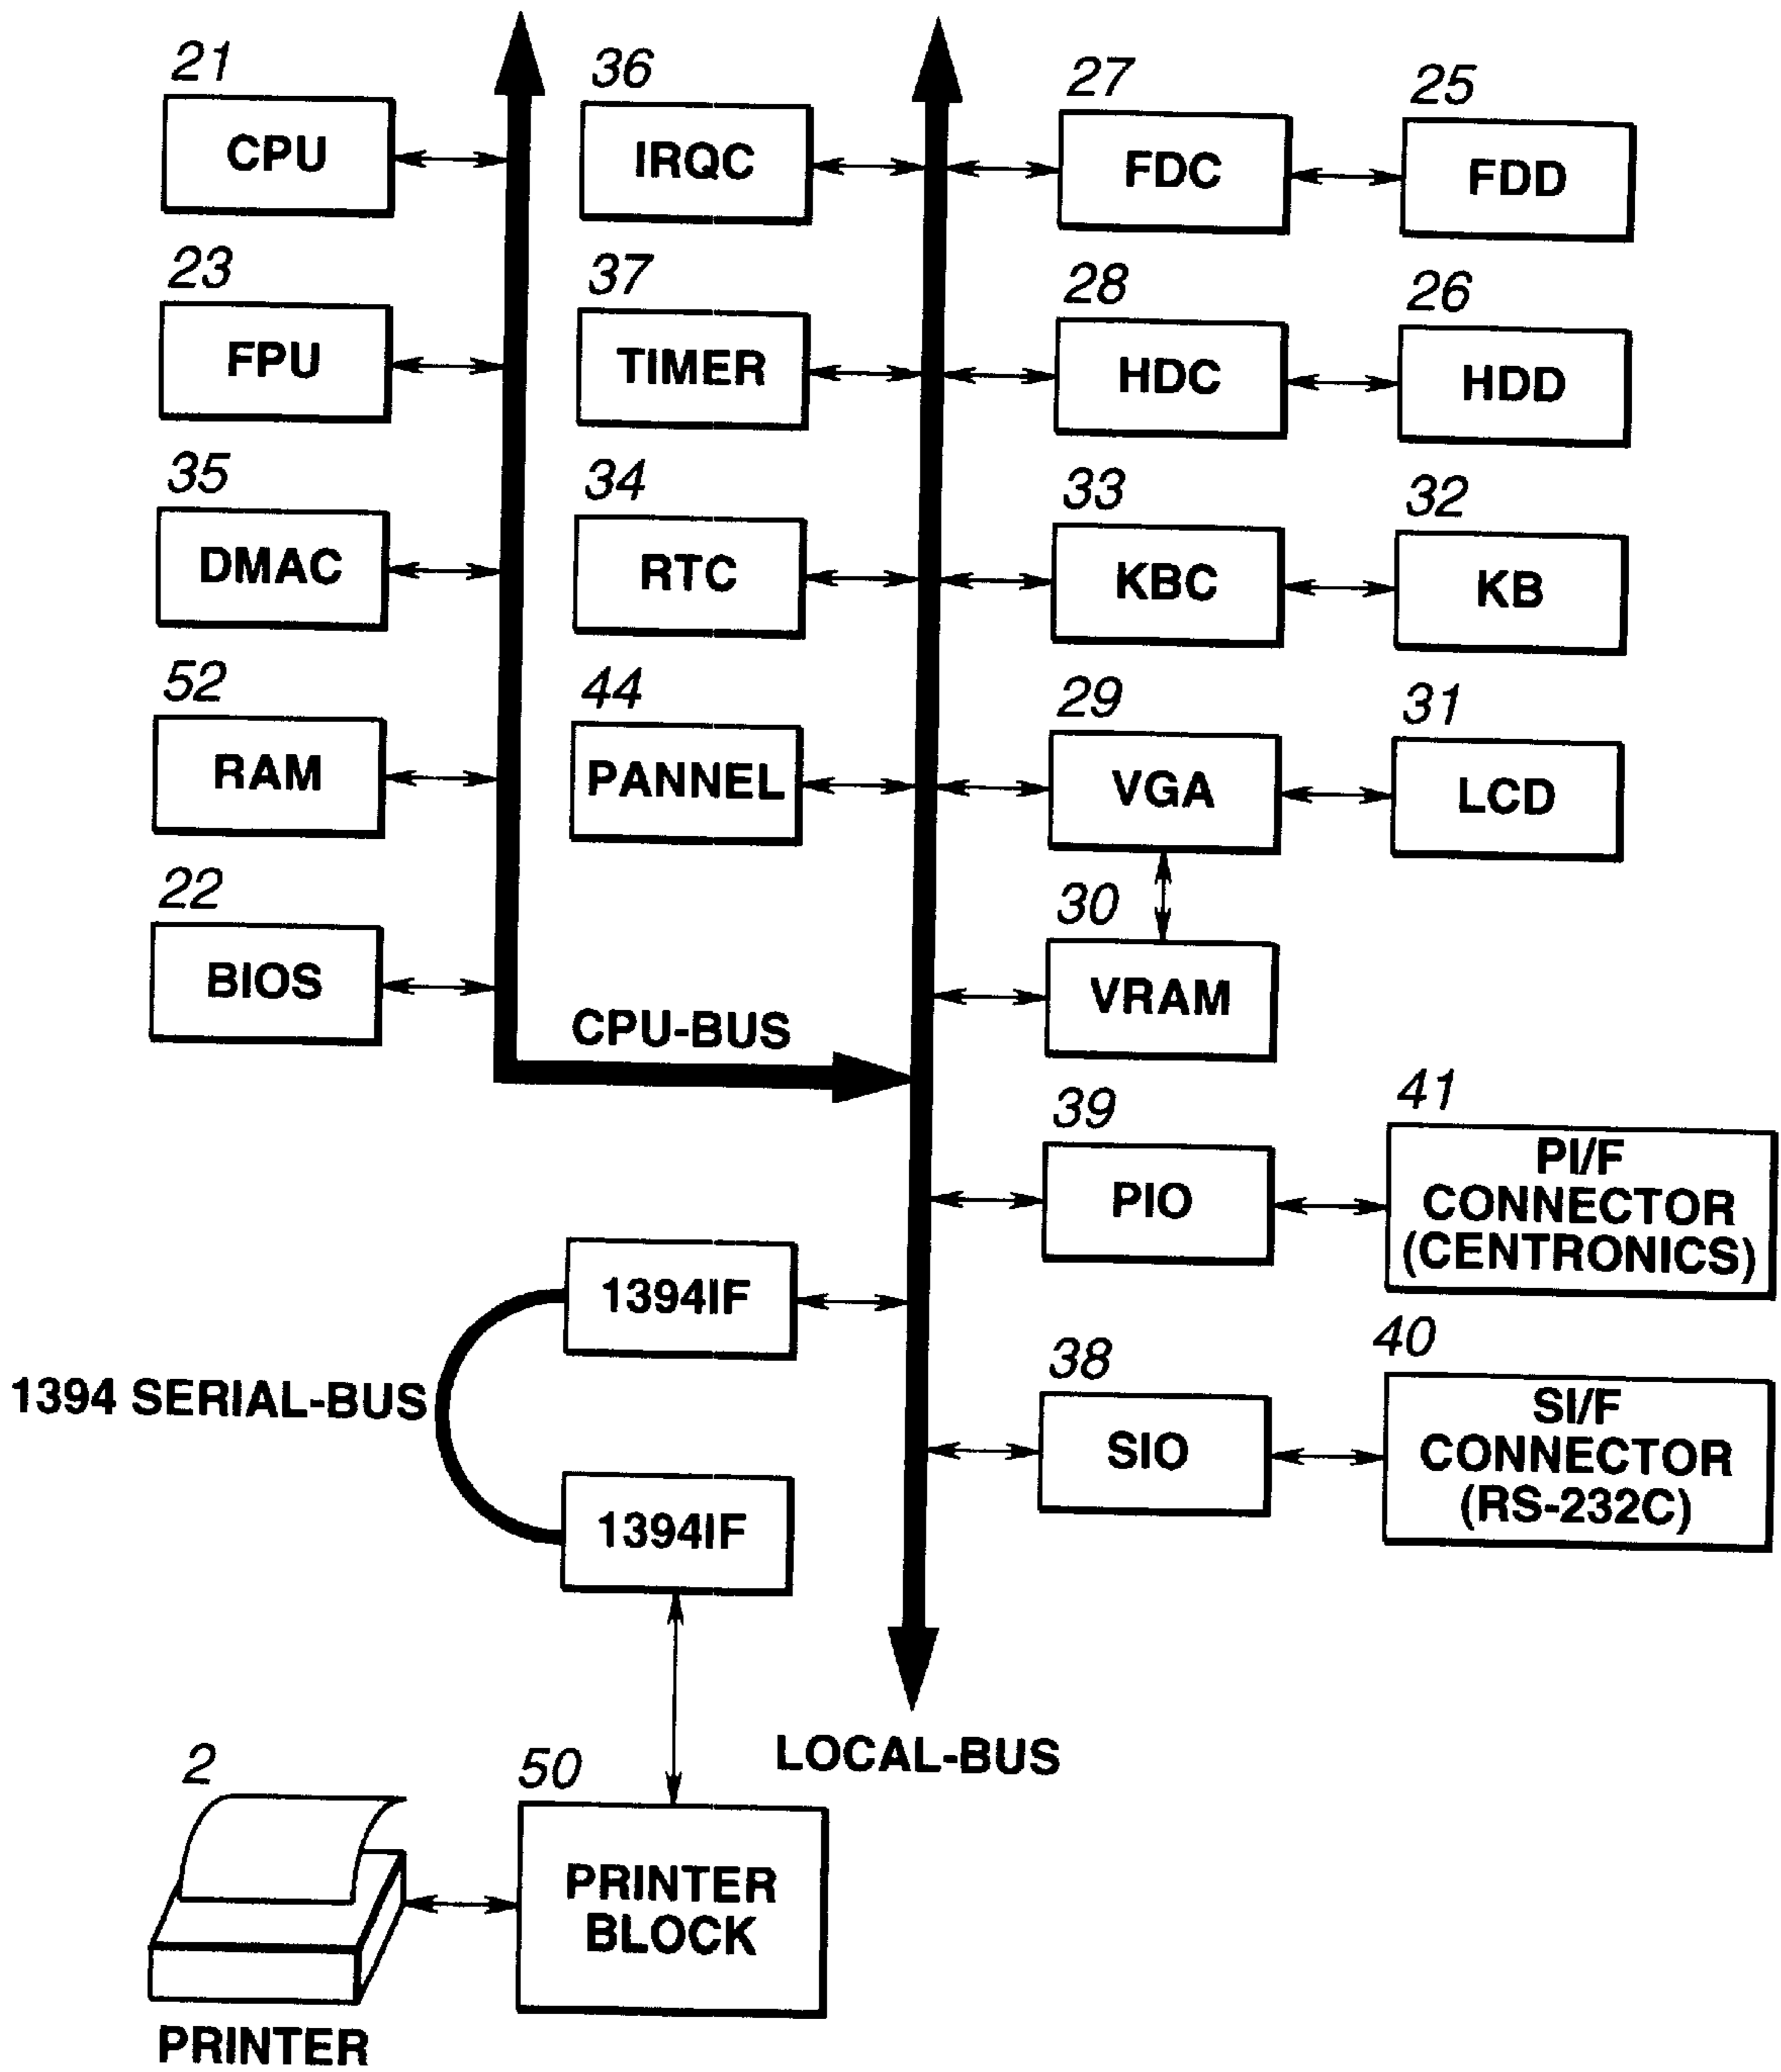 21
36
27
25
CPU
IRQC
FDC
FDD
23
37
28
26
FPU
TIMER
HDC
HDD
35
34
33
32
DMAC
RTC
KBC
KB
52
44
29
31
RAM
PANNEL
VGA
LCD
22
30
BIOS
VRAM
CPU-BUS
39
41
PIO
PI/F
CONNECTOR
(CENTRONICS)
1394IF
38
40
1394 SERIAL-BUS
SIO
SI/F
CONNECTOR
(RS-232C)
1394IF
LOCAL-BUS
2
50
PRINTER
BLOCK
PRINTER